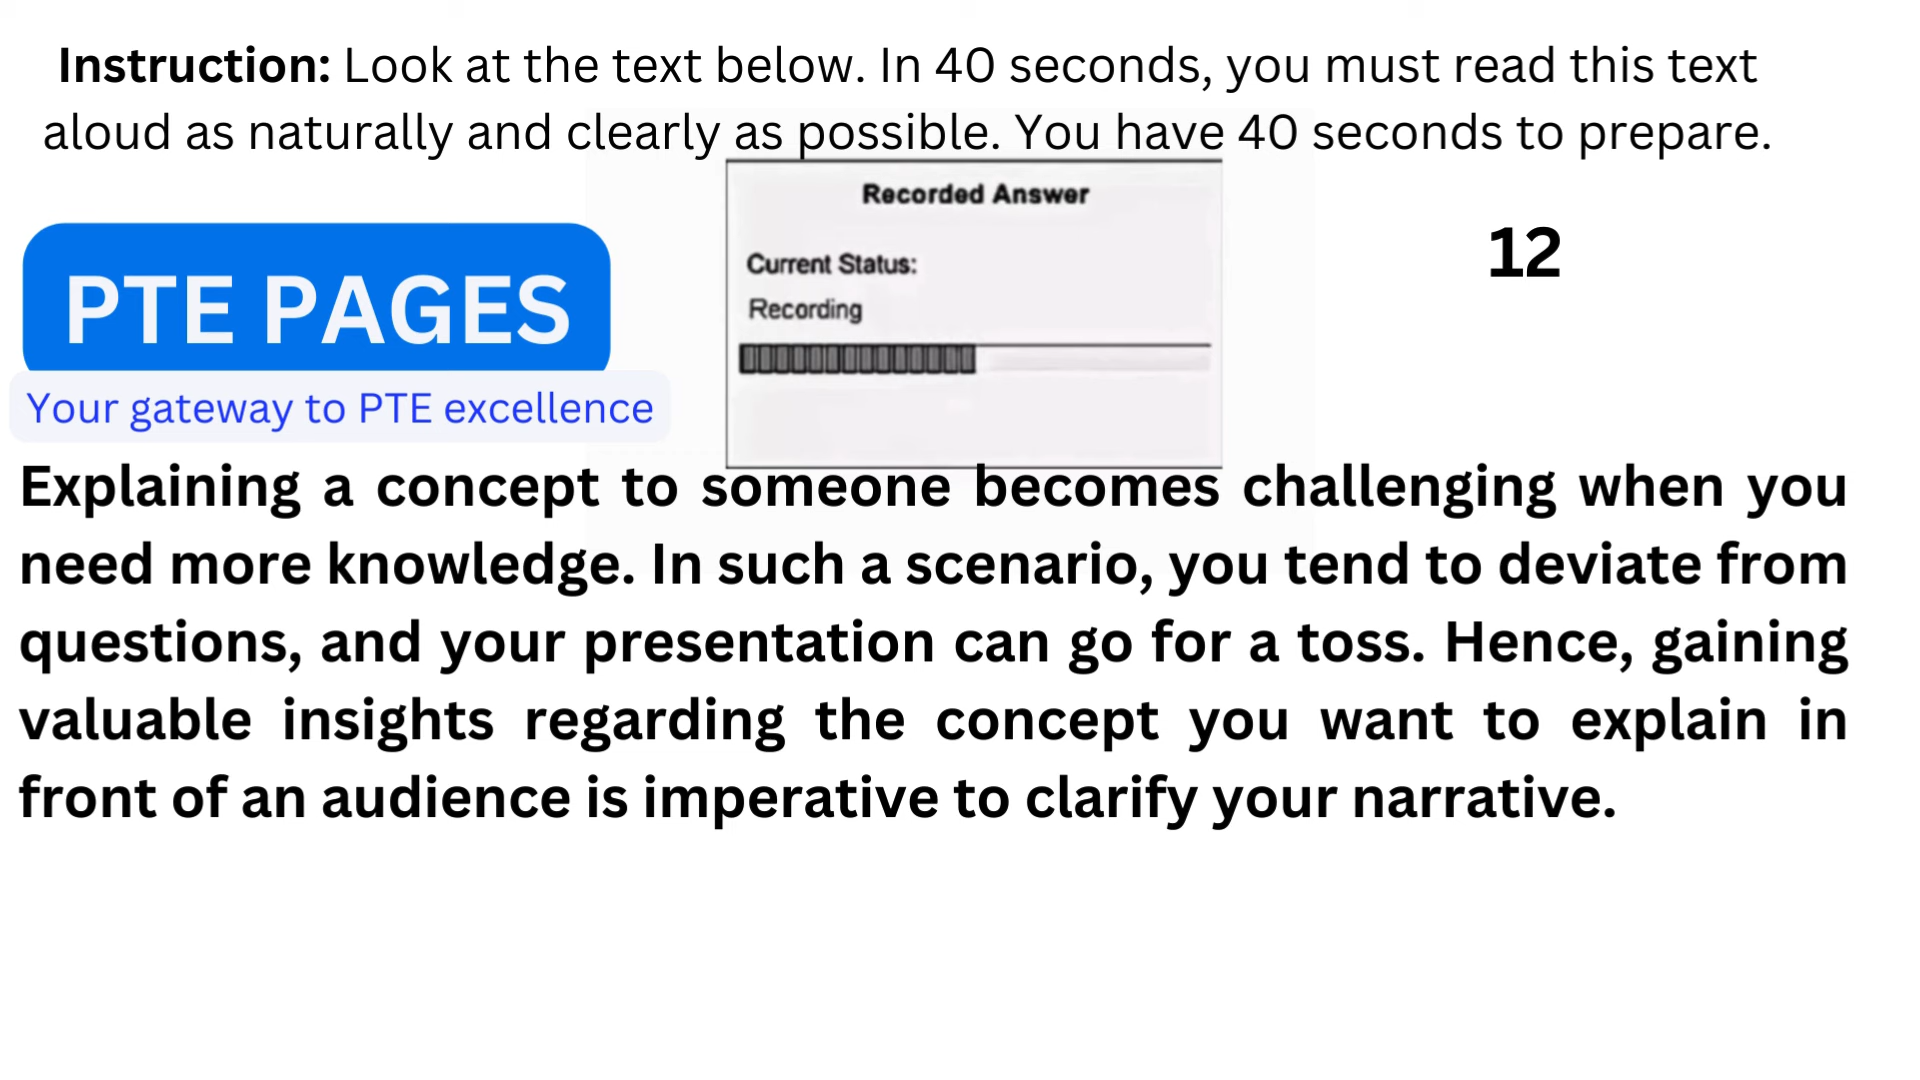 Instruction: Look at the text below. In 40 seconds, you must read this text
aloud as naturally and clearly as possible. You have 40 seconds to prepare.
Recorded Answer
12
PTE PAGES
Current Status:
Recording
Your gateway to PTE excellence
Explaining a concept to someone becomes challenging when you
need more knowledge. In such a scenario, you tend to deviate from
questions, and your presentation can go for a toss. Hence, gaining
valuable insights regarding the concept you want to explain in
front of an audience is imperative to clarify your narrative.